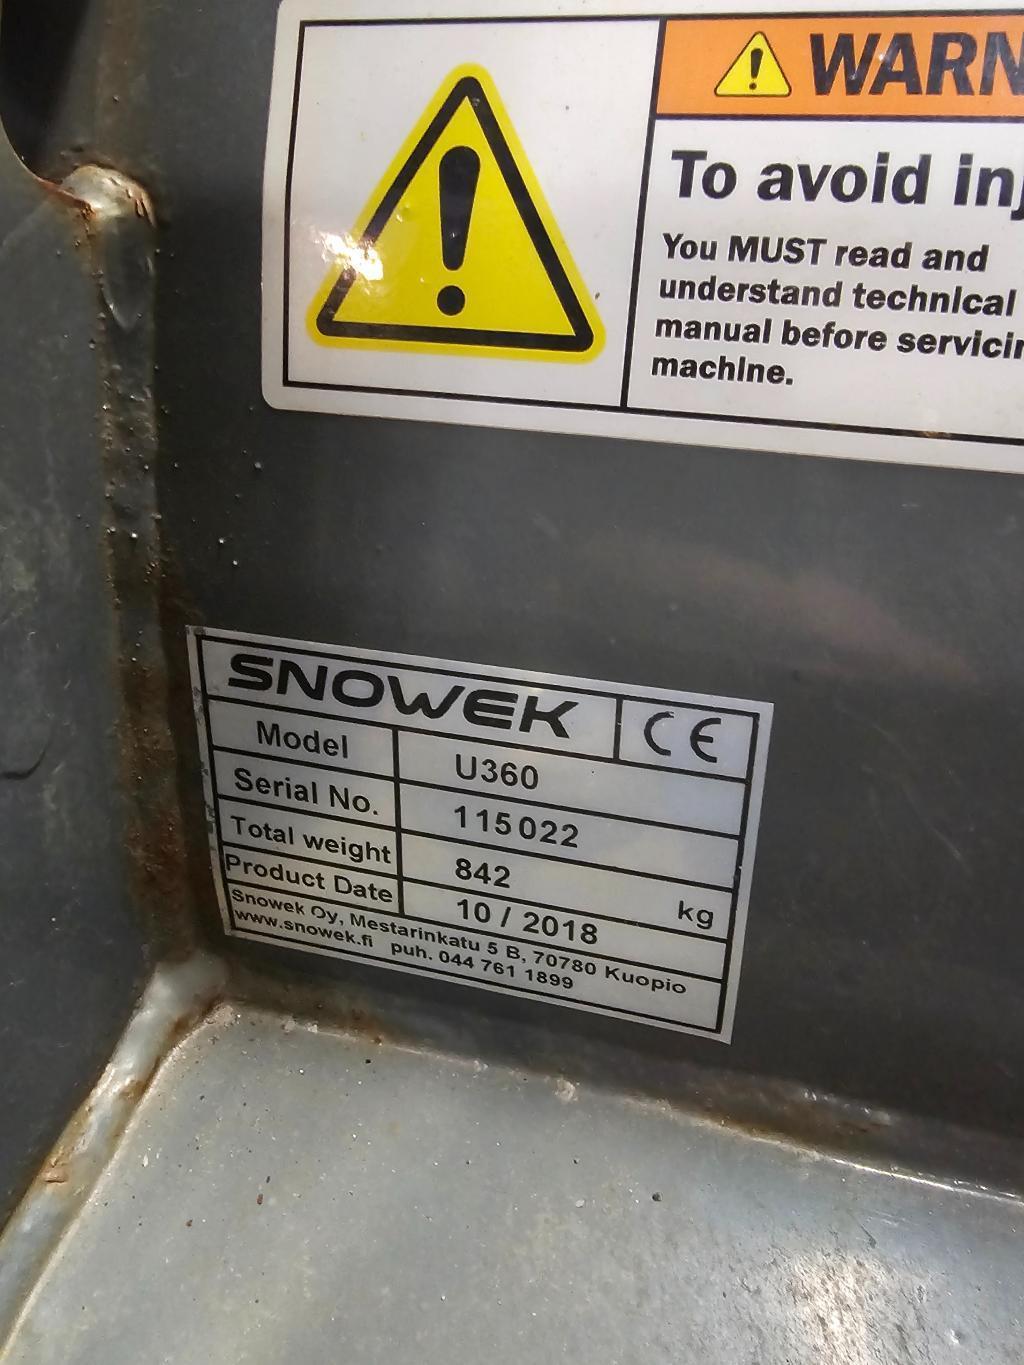 WARN
To avoid inj
You MUST read and
understand technical
manual before servicin
machine.
SNOWEK CE
Model U360
Serial No. 115022
Total weight 842 kg
Product Date 10 / 2018
Snowek Oy, Mestarinkatu 5 B, 70780 Kuopio
www.snowek.fi puh. 044 761 1899